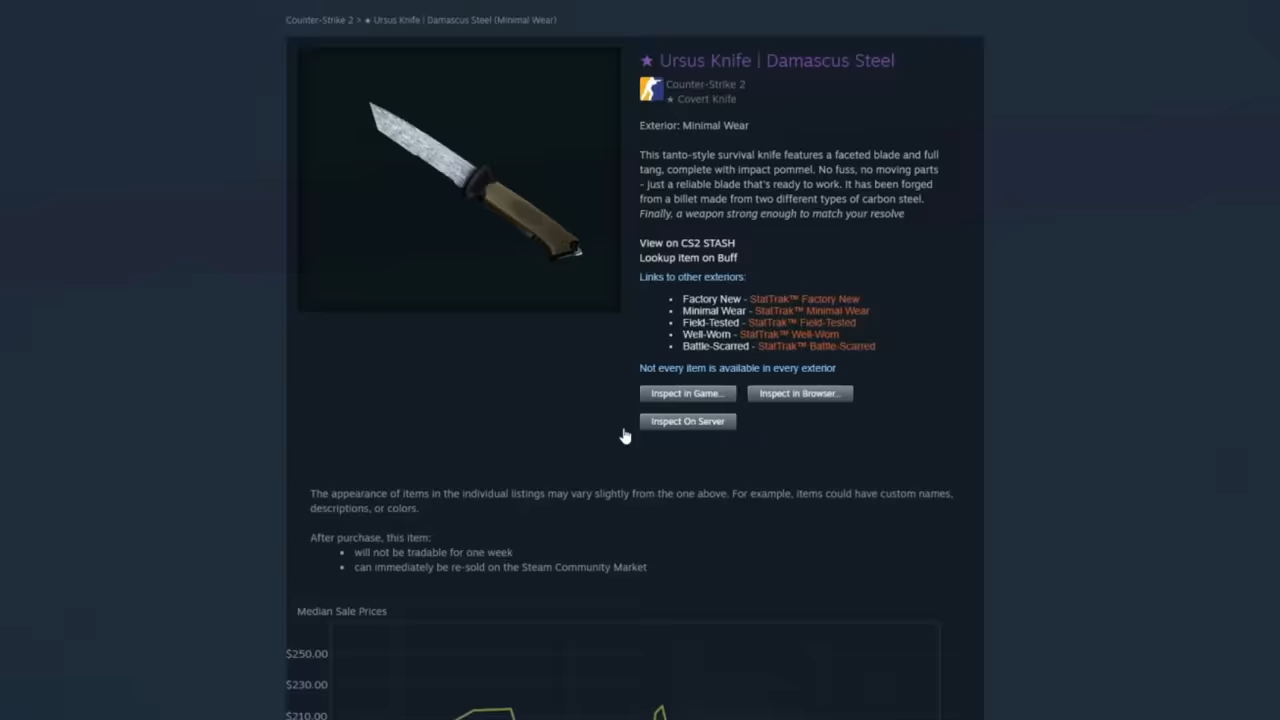 Counter-Strike 2 > ★ Ursus Knife | Damascus Steel (Minimal Wear)
★ Ursus Knife | Damascus Steel
Counter-Strike 2
★ Covert Knife
Exterior: Minimal Wear
This tanto-style survival knife features a faceted blade and full
tang, complete with impact pommel. No fuss, no moving parts
- just a reliable blade that's ready to work. It has been forged
from a billet made from two different types of carbon steel.
Finally, a weapon strong enough to match your resolve
View on CS2 STASH
Lookup Item on Buff
Links to other exteriors:
• Factory New - StatTrak™ Factory New
• Minimal Wear - StatTrak™ Minimal Wear
• Field-Tested - StatTrak™ Field-Tested
• Well-Worn - StatTrak™ Well-Worn
• Battle-Scarred - StatTrak™ Battle-Scarred
Not every item is available in every exterior
Inspect in Game... Inspect in Browser...
Inspect On Server
The appearance of items in the individual listings may vary slightly from the one above. For example, items could have custom names,
descriptions, or colors.
After purchase, this item:
• will not be tradable for one week
• can immediately be re-sold on the Steam Community Market
Median Sale Prices
$250.00
$230.00
$210.00